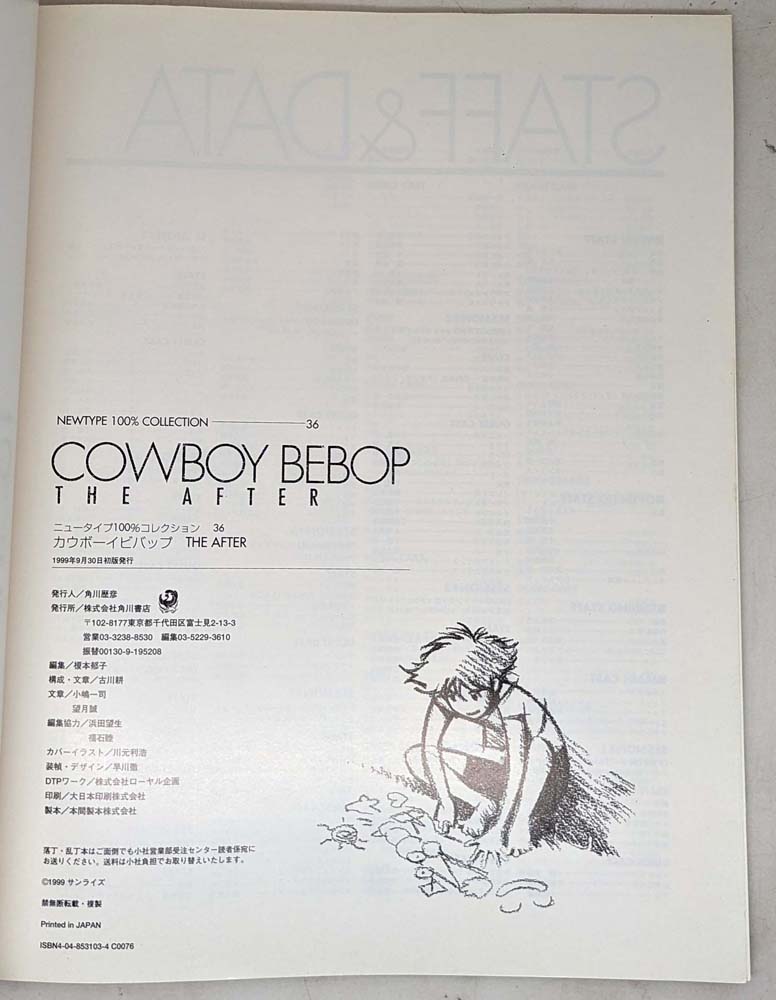 STAFF&DATA
NEWTYPE 100% COLLECTION 36
COWBOY BEBOP
THE AFTER
ニュータイプ100%コレクション 36
カウボーイビバップ THE AFTER
1999年9月30日初版発行
発行人/角川歴彦
発行所/株式会社角川書店
〒102-8177東京都千代田区富士見2-13-3
営業03-3238-8530 編集03-5229-3610
振替00130-9-195208
編集/榎本郁子
構成・文章/古川耕
文章/小嶋一司
望月誠
編集協力/浜田望生
福石睦
カバーイラスト/川元利浩
装幀・デザイン/早川徹
DTPワーク/株式会社ローヤル企画
印刷/大日本印刷株式会社
製本/本間製本株式会社
落丁・乱丁本はご面倒でも小社営業部受注センター読者係宛に
お送りください。送料は小社負担でお取り替えいたします。
©1999 サンライズ
禁無断転載・複製
Printed in JAPAN
ISBN4-04-853103-4 C0076